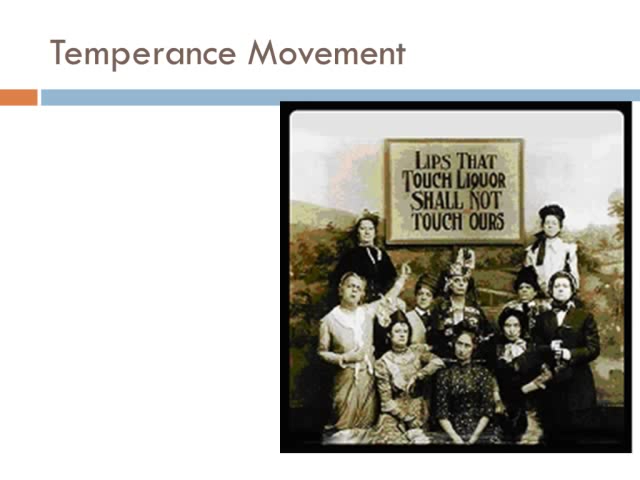 Temperance Movement
LIPS THAT
TOUCH LIQUOR
SHALL NOT
TOUCH OURS